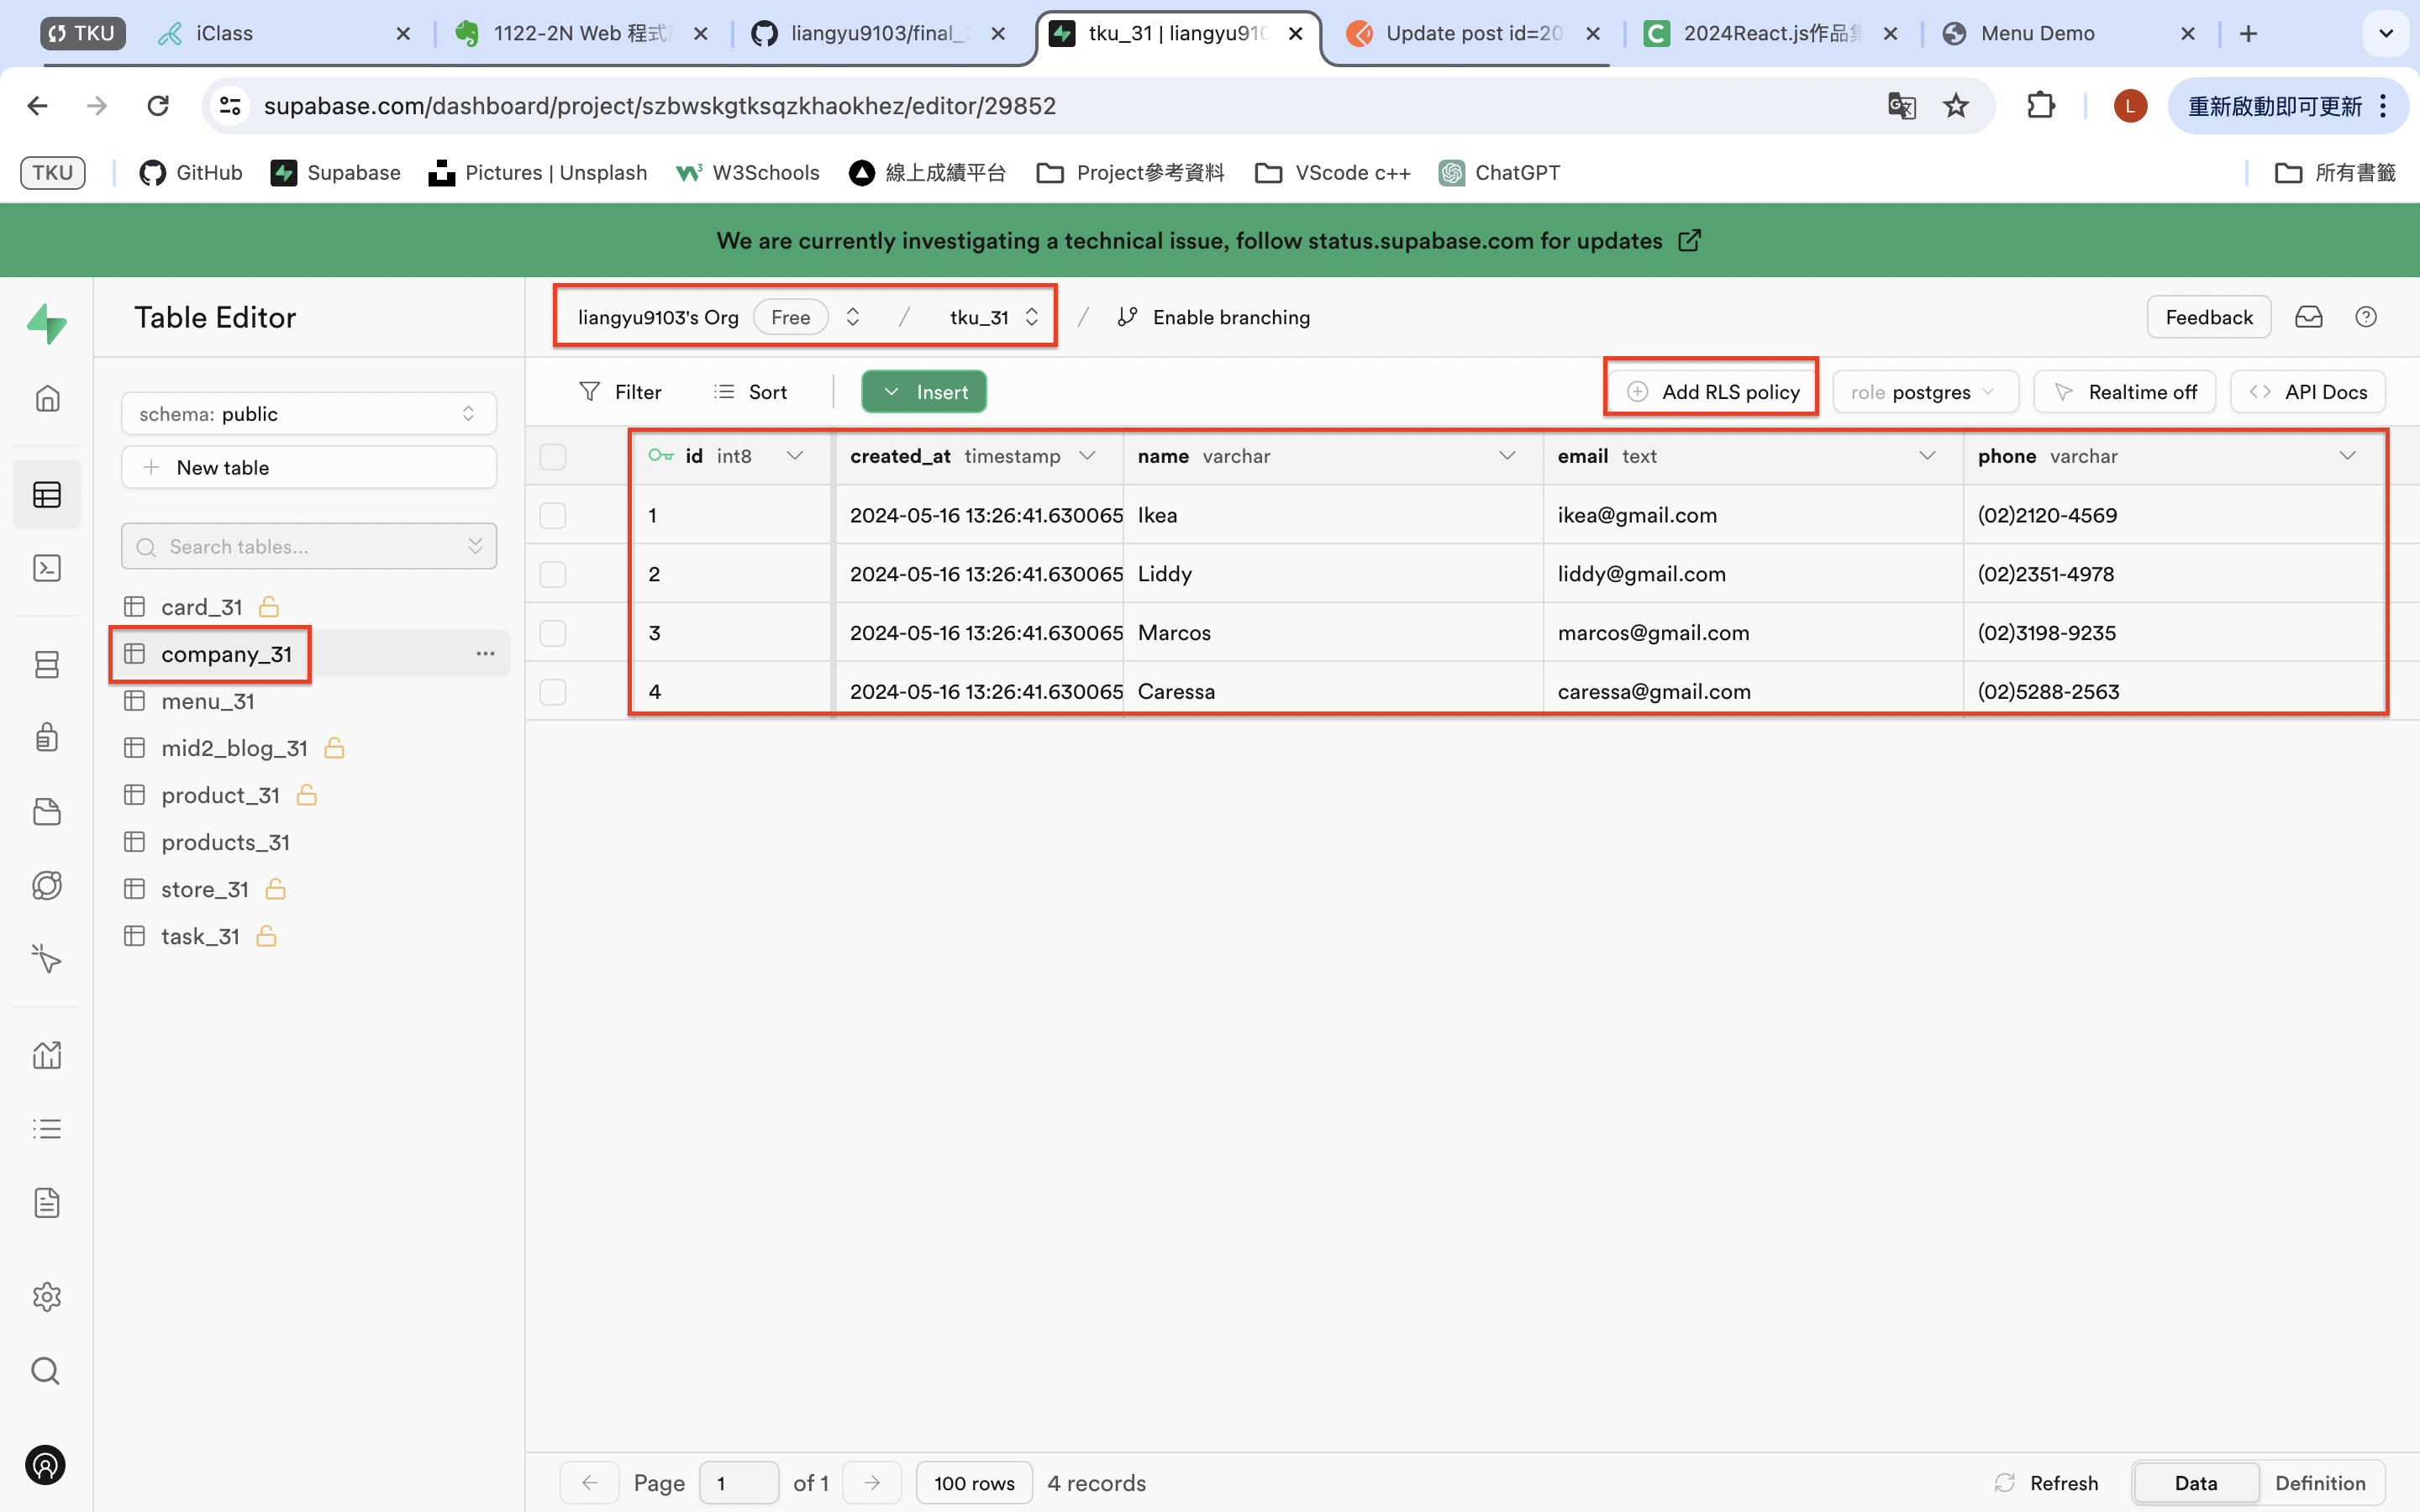 TKU
iClass
1122-2N Web 程式
liangyu9103/final_
tku_31 | liangyu910
Update post id=20
2024React.js作品集
Menu Demo
supabase.com/dashboard/project/szbwskgtksqzkhaokhez/editor/29852
L
重新啟動即可更新
TKU
GitHub
Supabase
Pictures | Unsplash
W3Schools
線上成績平台
Project參考資料
VScode c++
ChatGPT
所有書籤
We are currently investigating a technical issue, follow status.supabase.com for updates
Table Editor
liangyu9103's Org
Free
/
tku_31
/
Enable branching
Feedback
schema: public
New table
Search tables...
card_31
company_31
menu_31
mid2_blog_31
product_31
products_31
store_31
task_31
Filter
Sort
Insert
Add RLS policy
role postgres
Realtime off
API Docs
id int8 created_at timestamp name varchar email text phone varchar
1 2024-05-16 13:26:41.630065 Ikea ikea@gmail.com (02)2120-4569
2 2024-05-16 13:26:41.630065 Liddy liddy@gmail.com (02)2351-4978
3 2024-05-16 13:26:41.630065 Marcos marcos@gmail.com (02)3198-9235
4 2024-05-16 13:26:41.630065 Caressa caressa@gmail.com (02)5288-2563
Page 1 of 1
100 rows
4 records
Refresh
Data
Definition